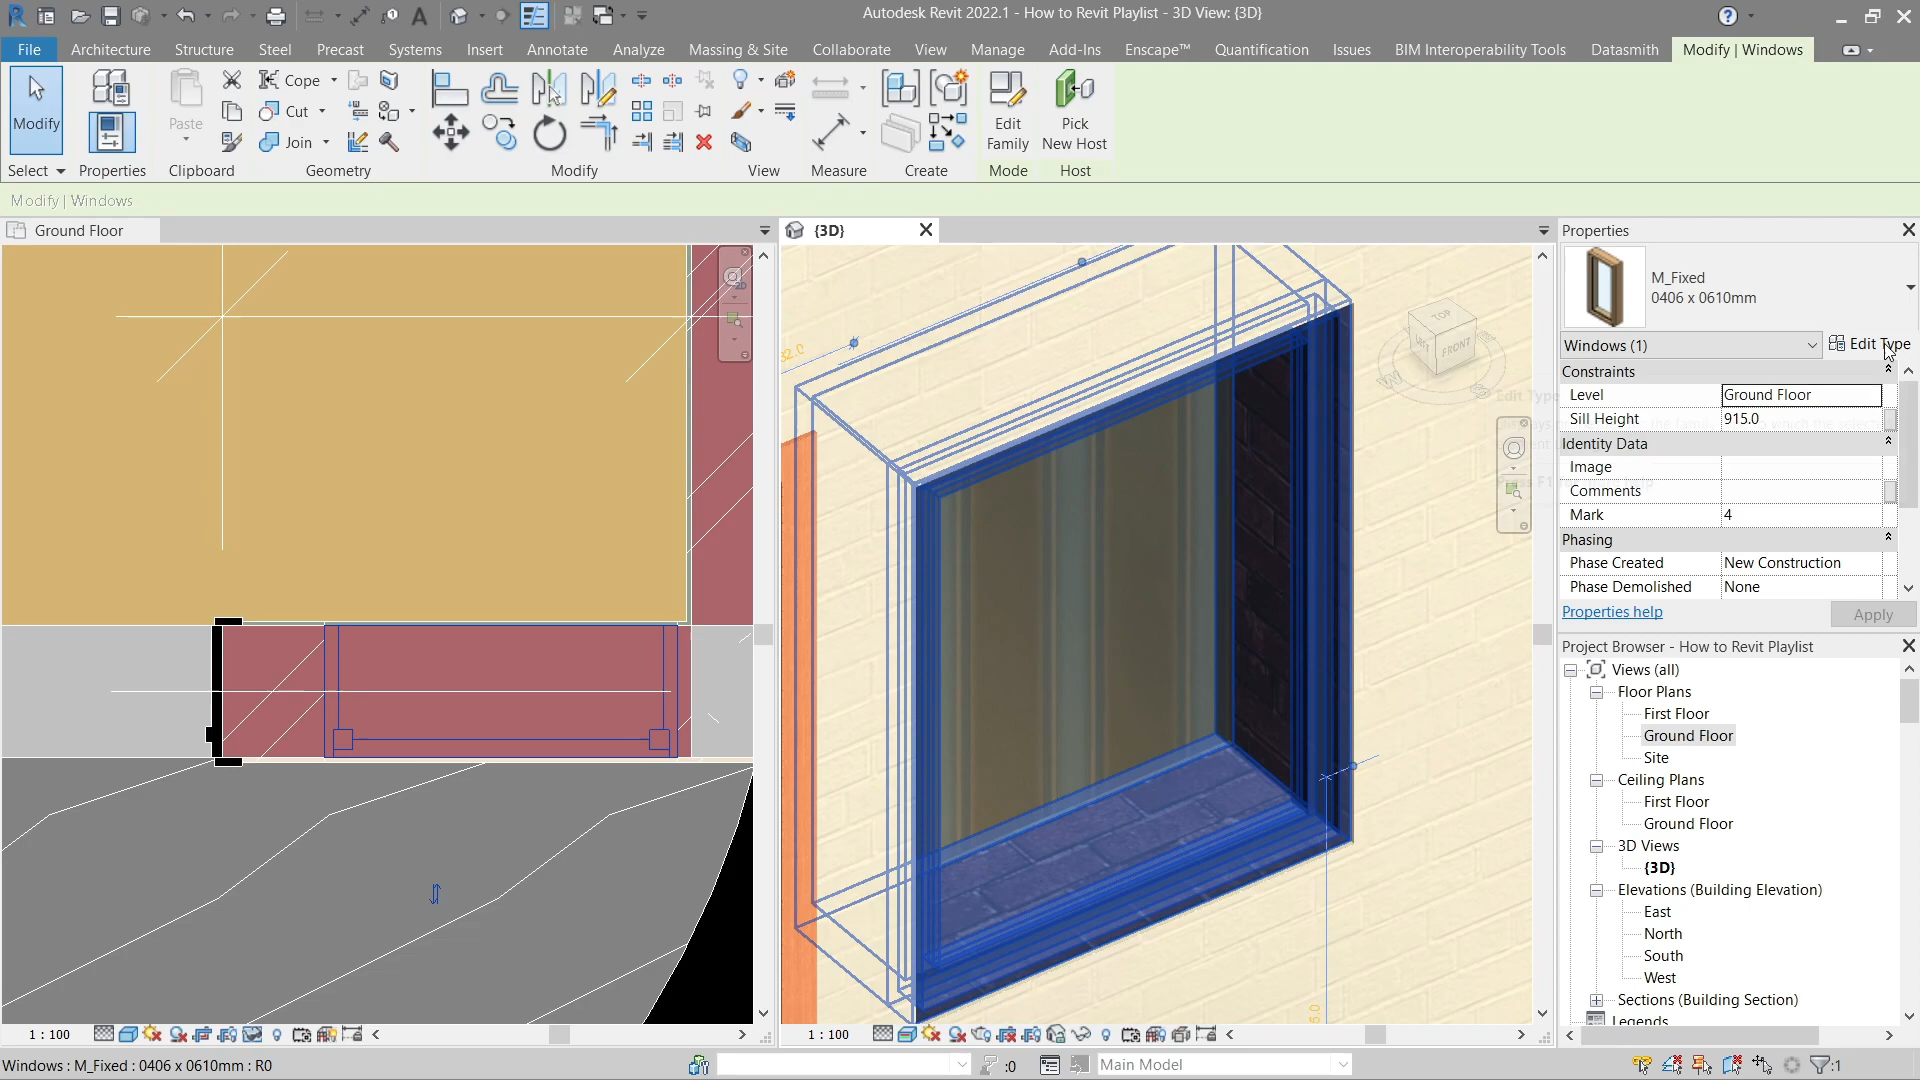 Autodesk Revit 2022.1 - How to Revit Playlist - 3D View: {3D}
File Architecture Structure Steel Precast Systems Insert Annotate Analyze Massing & Site Collaborate View Manage Add-Ins Enscape™ Quantification Issues BIM Interoperability Tools Datasmith Modify | Windows
Modify
Paste
Cope
Cut
Join
Edit Family
Pick New Host
Select Properties Clipboard Geometry Modify View Measure Create Mode Host
Modify | Windows
Ground Floor
{3D}
TOP
LEFT
FRONT
W
Properties
M_Fixed
0406 x 0610mm
Windows (1)
Edit Type
Constraints
Level Ground Floor
Sill Height 915.0
Identity Data
Image
Comments
Mark 4
Phasing
Phase Created New Construction
Phase Demolished None
Properties help
Apply
Project Browser - How to Revit Playlist
Views (all)
Floor Plans
First Floor
Ground Floor
Site
Ceiling Plans
First Floor
Ground Floor
3D Views
{3D}
Elevations (Building Elevation)
East
North
South
West
Sections (Building Section)
Legends
1 : 100
1 : 100
Windows : M_Fixed : 0406 x 0610mm : R0
:0
Main Model
:1